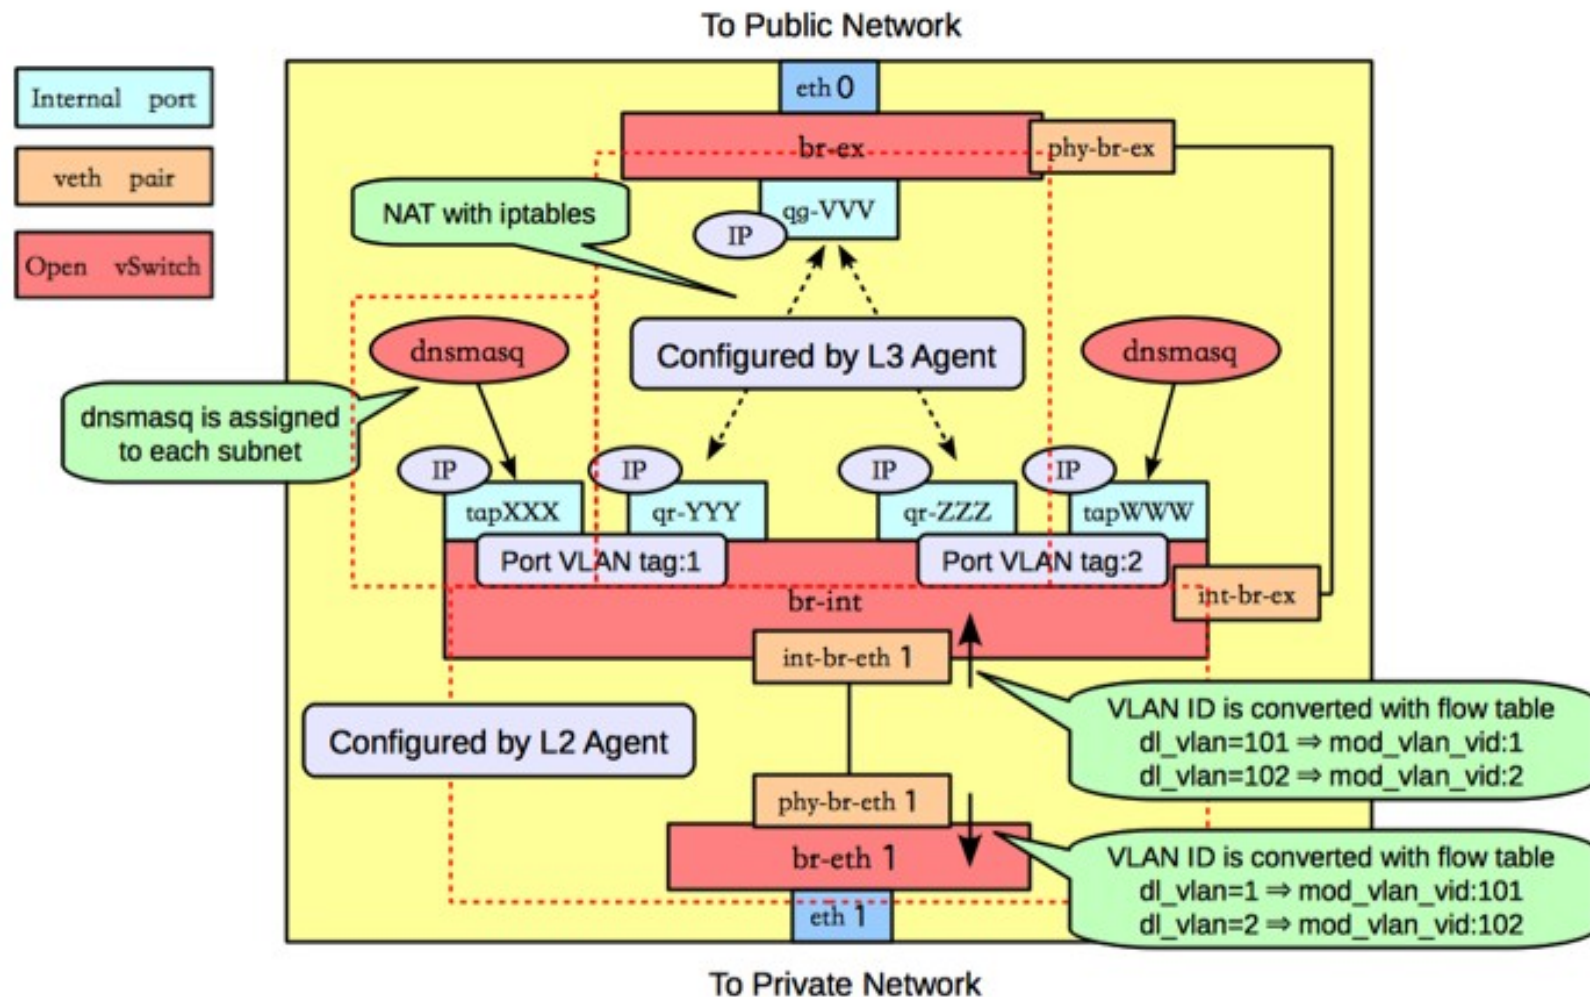 To Public Network
Internal port
veth pair
Open vSwitch
eth 0
br-ex
phy-br-ex
NAT with iptables
qg-VVV
IP
dnsmasq
Configured by L3 Agent
dnsmasq
dnsmasq is assigned
to each subnet
IP
IP
IP
IP
tapXXX
qr-YYY
qr-ZZZ
tapWWW
Port VLAN tag:1
Port VLAN tag:2
br-int
int-br-ex
int-br-eth 1
Configured by L2 Agent
VLAN ID is converted with flow table
dl_vlan=101 ⇒ mod_vlan_vid:1
dl_vlan=102 ⇒ mod_vlan_vid:2
phy-br-eth 1
br-eth 1
VLAN ID is converted with flow table
dl_vlan=1 ⇒ mod_vlan_vid:101
dl_vlan=2 ⇒ mod_vlan_vid:102
eth 1
To Private Network